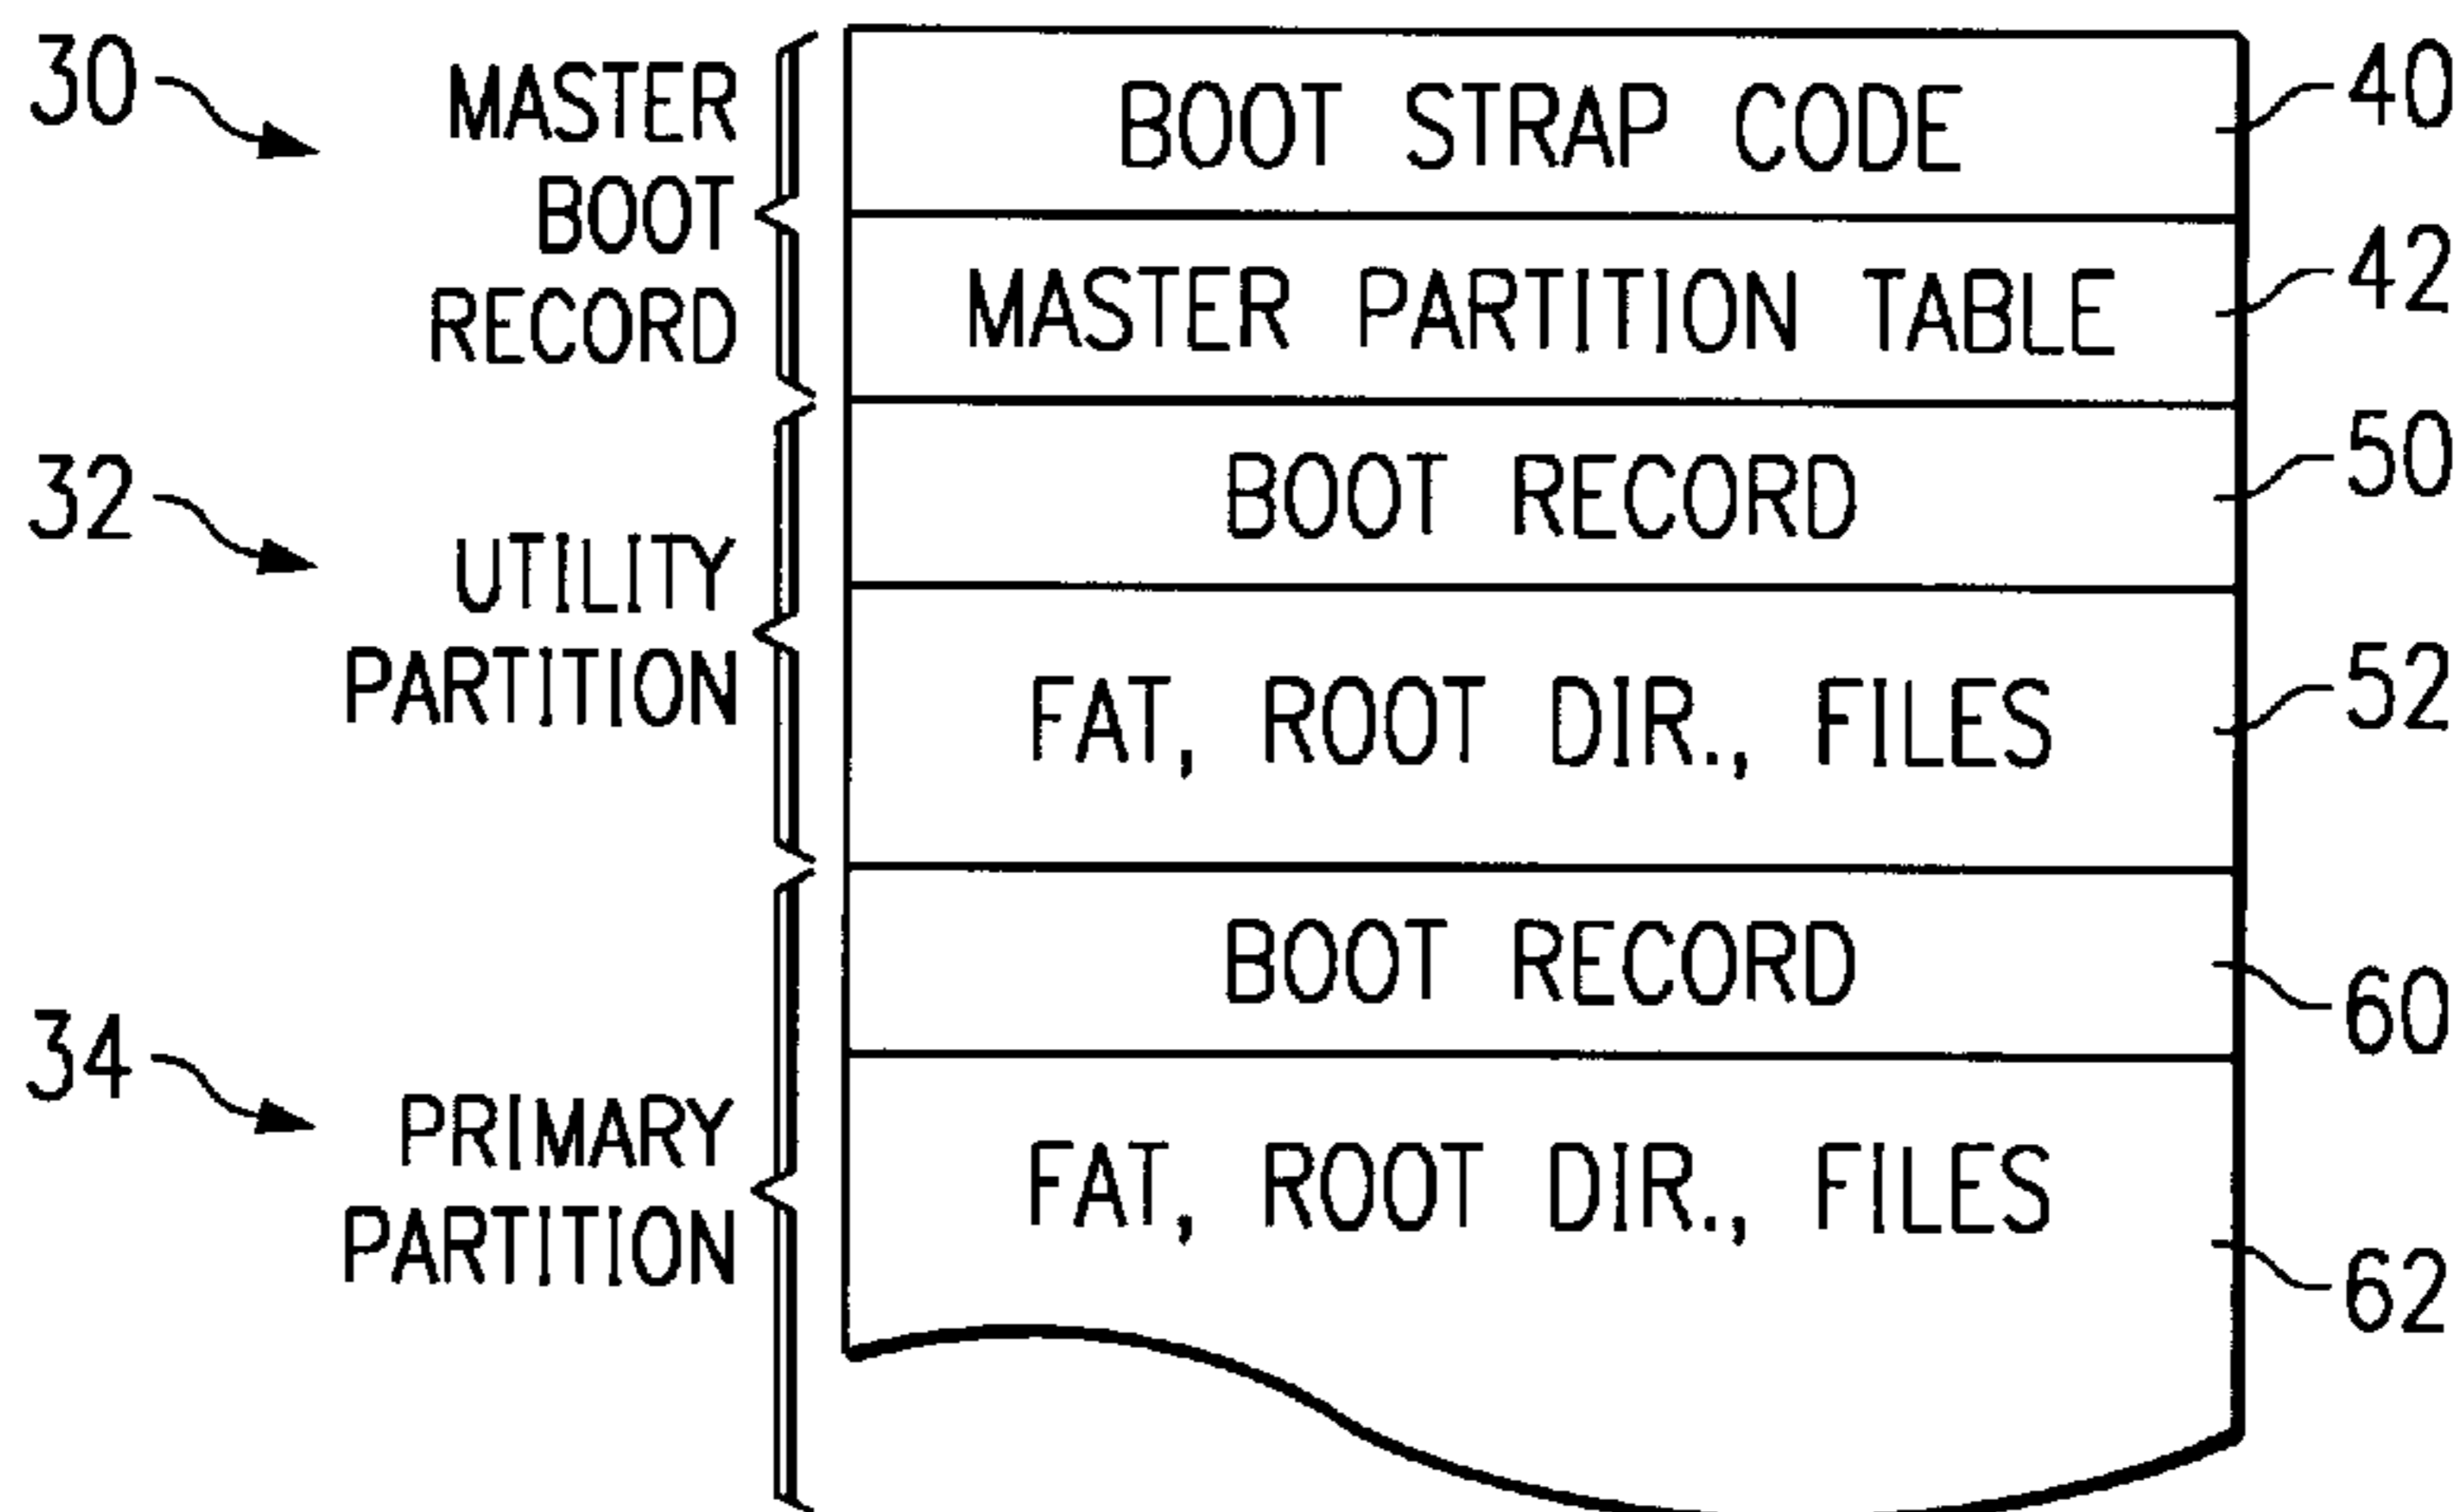 30
MASTER
BOOT
RECORD
BOOT STRAP CODE
40
MASTER PARTITION TABLE
42
32
UTILITY
PARTITION
BOOT RECORD
50
FAT, ROOT DIR., FILES
52
34
PRIMARY
PARTITION
BOOT RECORD
60
FAT, ROOT DIR., FILES
62